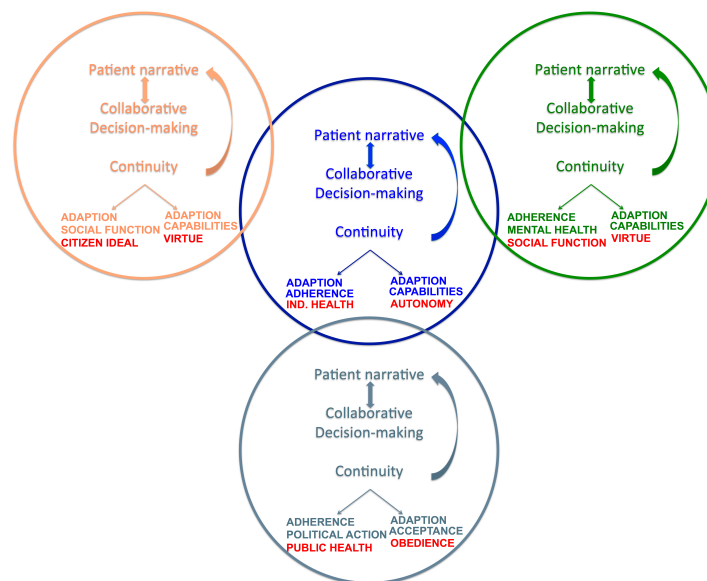 Patient narrative
Collaborative
Decision-making
Continuity
ADAPTION
SOCIAL FUNCTION
CITIZEN IDEAL
ADAPTION
CAPABILITIES
VIRTUE
Patient narrative
Collaborative
Decision-making
Continuity
ADAPTION
ADHERENCE
IND. HEALTH
ADAPTION
CAPABILITIES
AUTONOMY
Patient narrative
Collaborative
Decision-making
Continuity
ADHERENCE
MENTAL HEALTH
SOCIAL FUNCTION
ADAPTION
CAPABILITIES
VIRTUE
Patient narrative
Collaborative
Decision-making
Continuity
ADHERENCE
POLITICAL ACTION
PUBLIC HEALTH
ADAPTION
ACCEPTANCE
OBEDIENCE